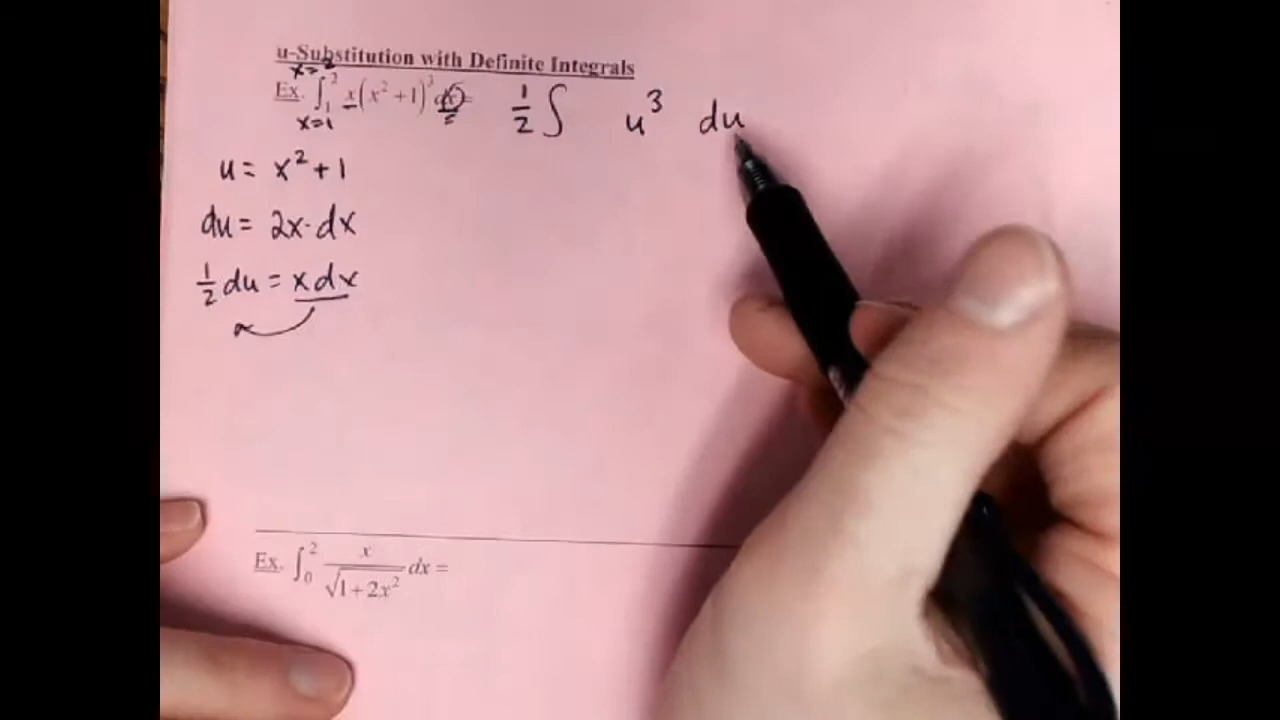 u-Substitution with Definite Integrals
x=2
Ex. ∫₁² x(x² + 1)³ dx = ½ ∫ u³ du
x=1
u = x² + 1
du = 2x · dx
½ du = x dx
Ex. ∫₀² x/√(1 + 2x²) dx =